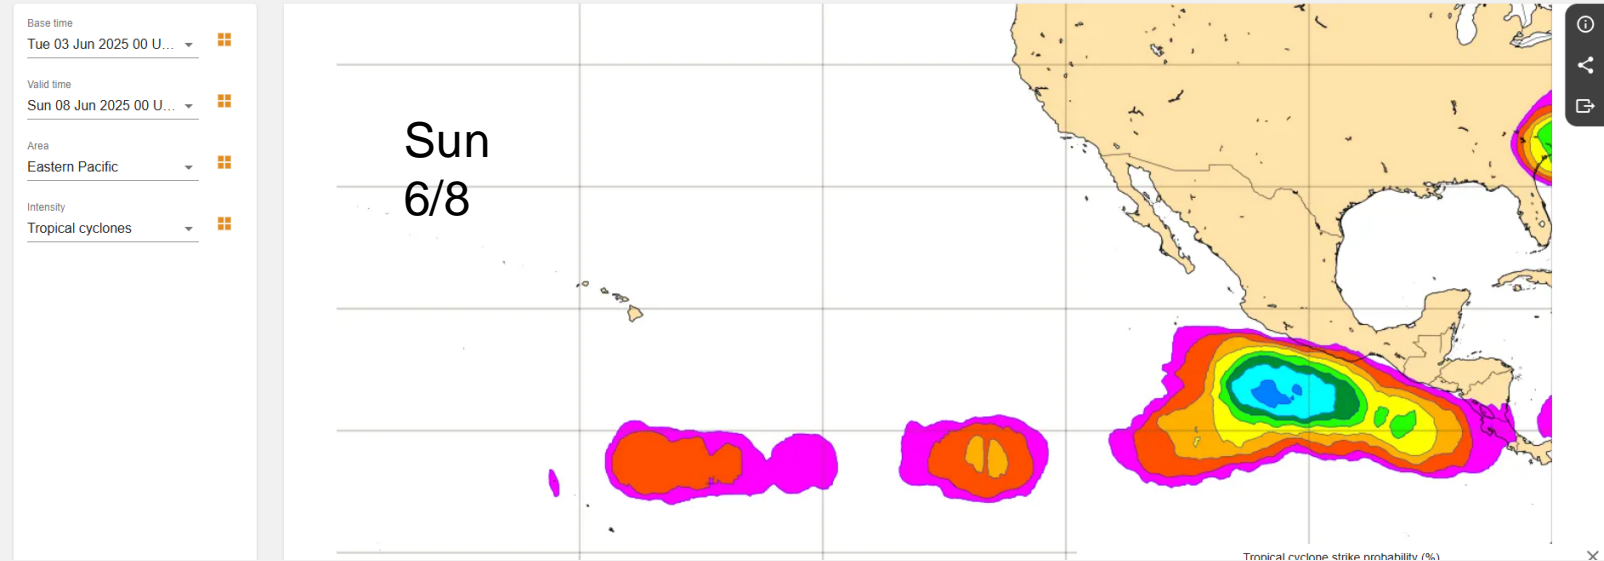 Base time
Tue 03 Jun 2025 00 U...
Valid time
Sun 08 Jun 2025 00 U...
Area
Eastern Pacific
Intensity
Tropical cyclones
Sun
6/8
Tropical cyclone strike probability (%)